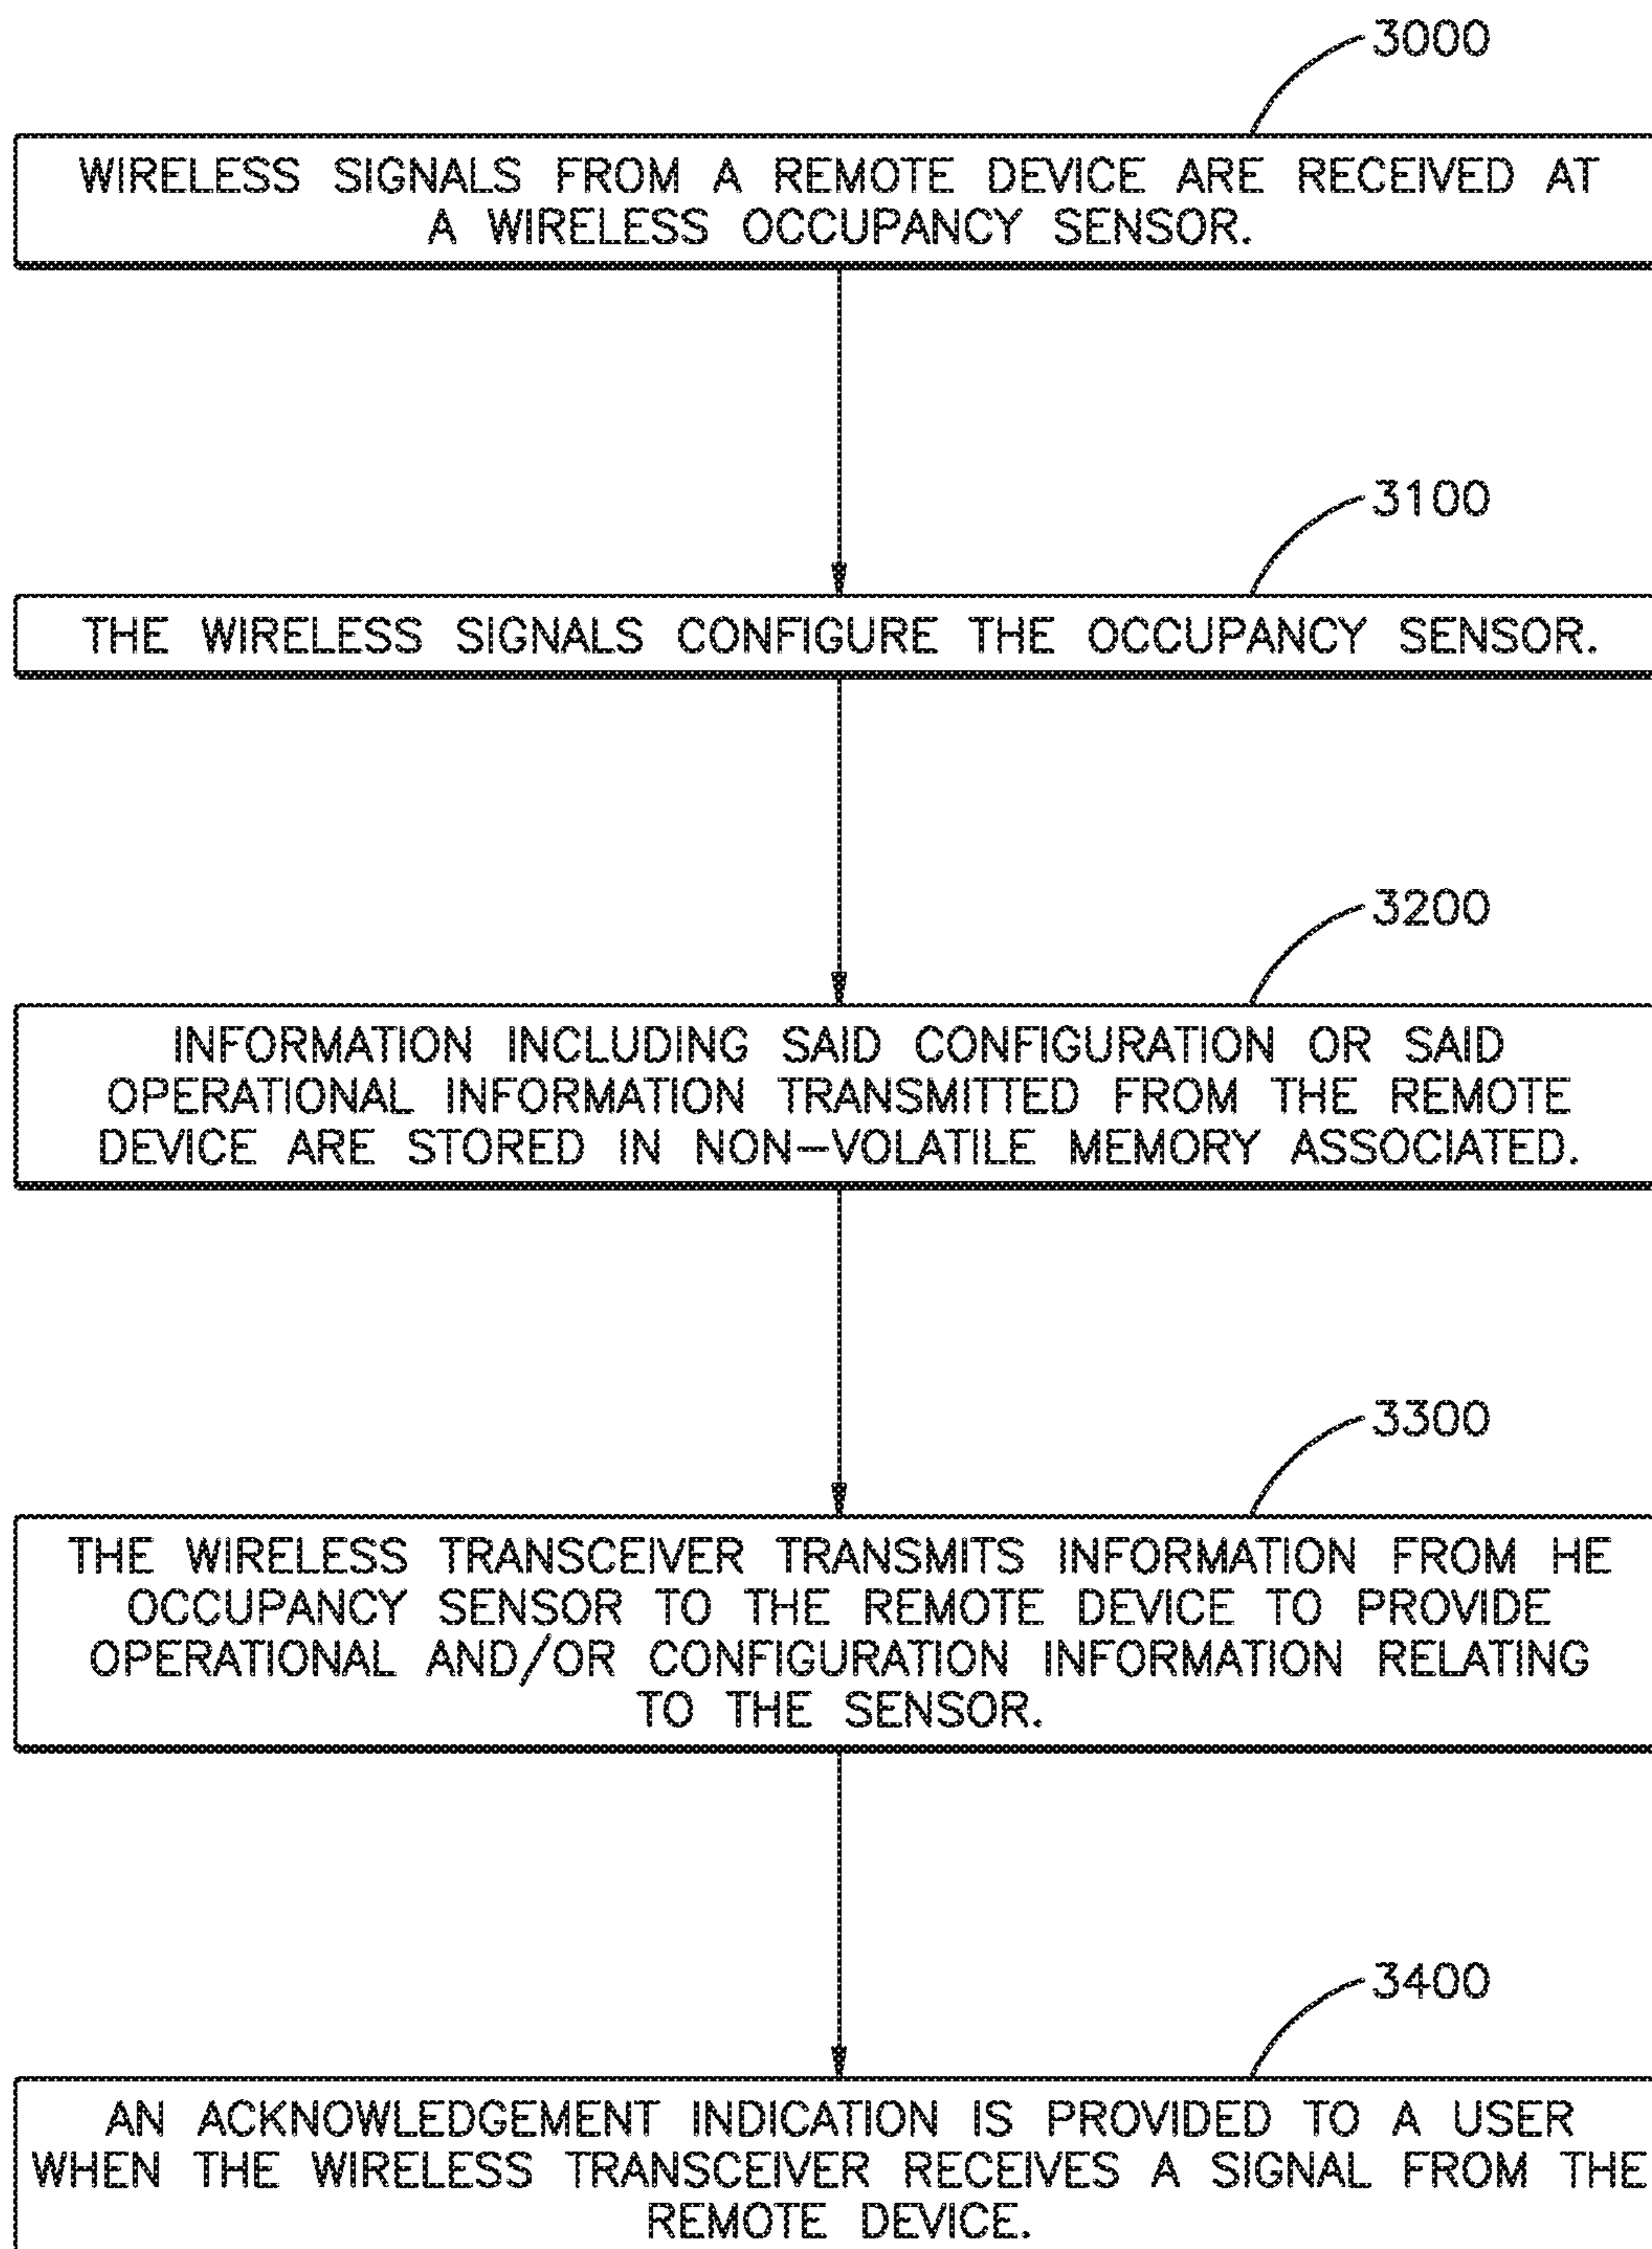 3000
WIRELESS SIGNALS FROM A REMOTE DEVICE ARE RECEIVED AT
A WIRELESS OCCUPANCY SENSOR.
3100
THE WIRELESS SIGNALS CONFIGURE THE OCCUPANCY SENSOR.
3200
INFORMATION INCLUDING SAID CONFIGURATION OR SAID
OPERATIONAL INFORMATION TRANSMITTED FROM THE REMOTE
DEVICE ARE STORED IN NON-VOLATILE MEMORY ASSOCIATED.
3300
THE WIRELESS TRANSCEIVER TRANSMITS INFORMATION FROM HE
OCCUPANCY SENSOR TO THE REMOTE DEVICE TO PROVIDE
OPERATIONAL AND/OR CONFIGURATION INFORMATION RELATING
TO THE SENSOR.
3400
AN ACKNOWLEDGEMENT INDICATION IS PROVIDED TO A USER
WHEN THE WIRELESS TRANSCEIVER RECEIVES A SIGNAL FROM THE
REMOTE DEVICE.